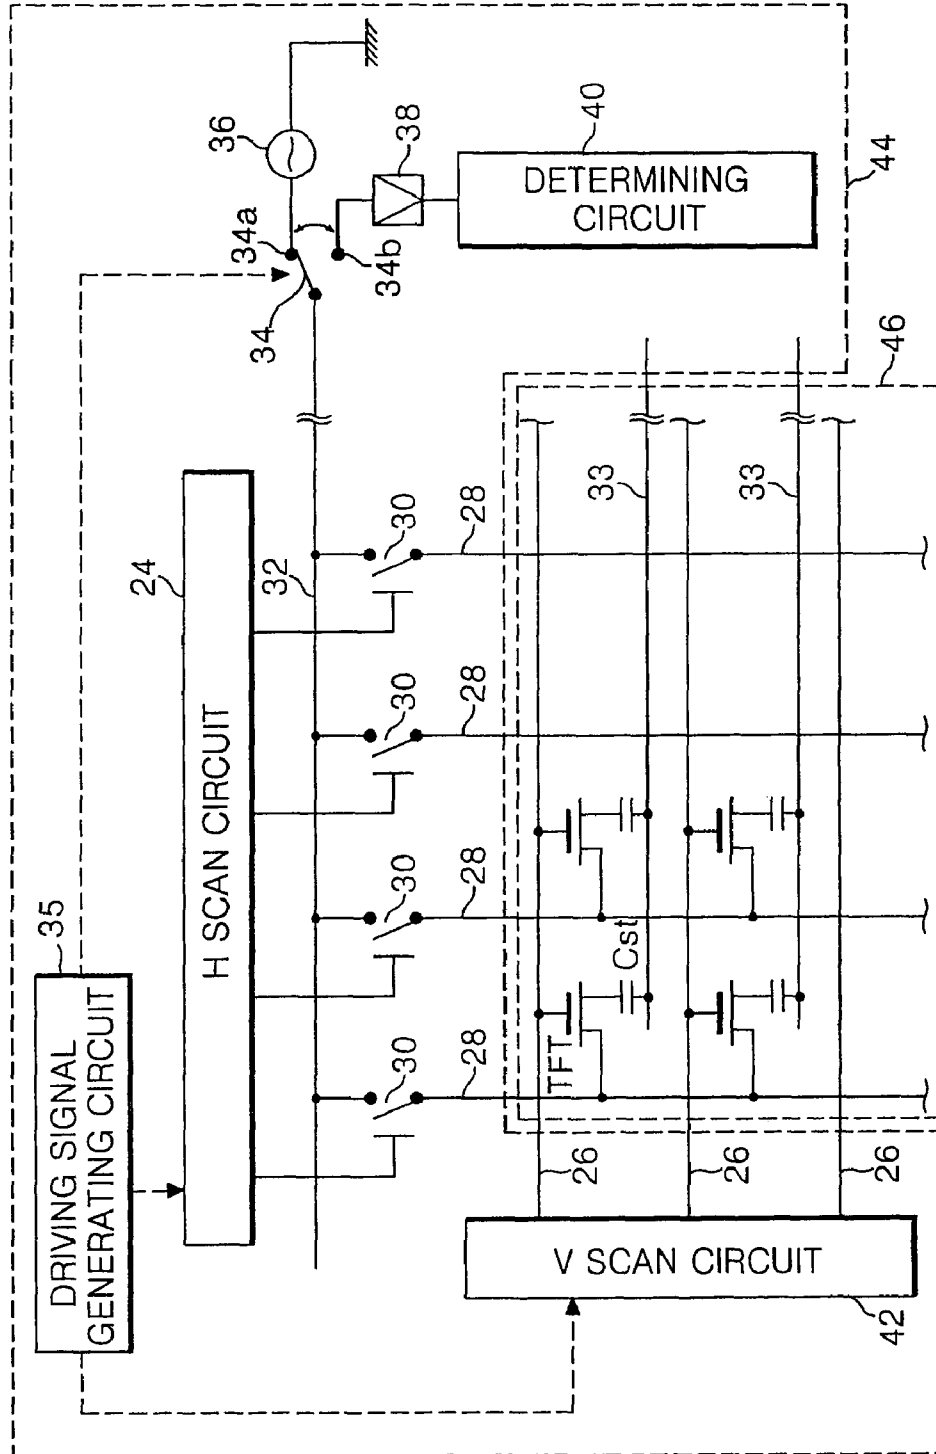 DRIVING SIGNAL
GENERATING CIRCUIT
35
H SCAN CIRCUIT
24
32
34
34a
34b
36
38
DETERMINING
CIRCUIT
40
44
30
30
30
30
28
28
28
28
46
33
33
TFT
Cst
26
26
26
V SCAN CIRCUIT
42